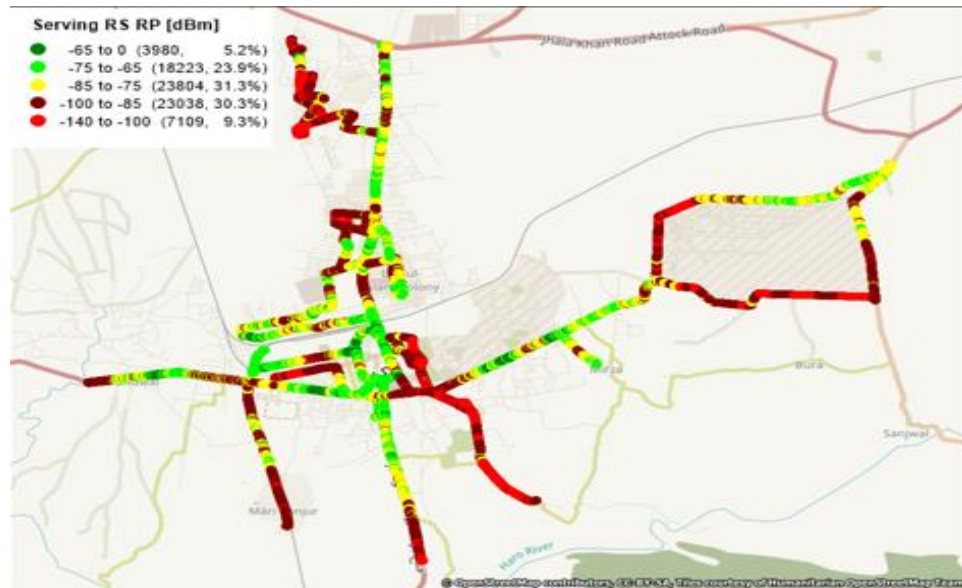 Serving RS RP [dBm]
-65 to 0 (3980, 5.2%)
-75 to -65 (18223, 23.9%)
-85 to -75 (23804, 31.3%)
-100 to -85 (23038, 30.3%)
-140 to -100 (7109, 9.3%)
Khan Road Attock Road
Mirza
Bura
Sanjwal
Haro River
© OpenStreetMap contributors, CC-BY-SA, Tiles courtesy of Humanitarian OpenStreetMap Team